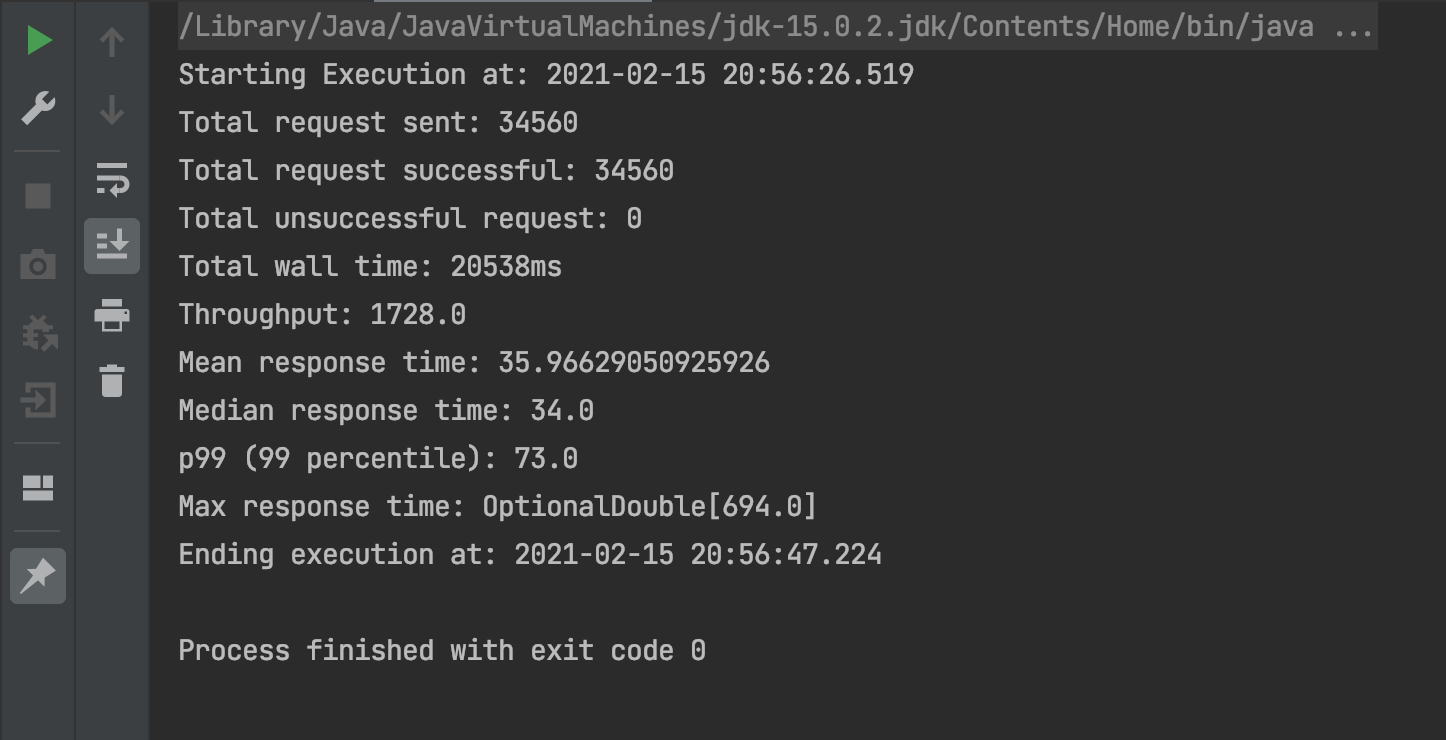 /Library/Java/JavaVirtualMachines/jdk-15.0.2.jdk/Contents/Home/bin/java ...
Starting Execution at: 2021-02-15 20:56:26.519
Total request sent: 34560
Total request successful: 34560
Total unsuccessful request: 0
Total wall time: 20538ms
Throughput: 1728.0
Mean response time: 35.96629050925926
Median response time: 34.0
p99 (99 percentile): 73.0
Max response time: OptionalDouble[694.0]
Ending execution at: 2021-02-15 20:56:47.224
Process finished with exit code 0